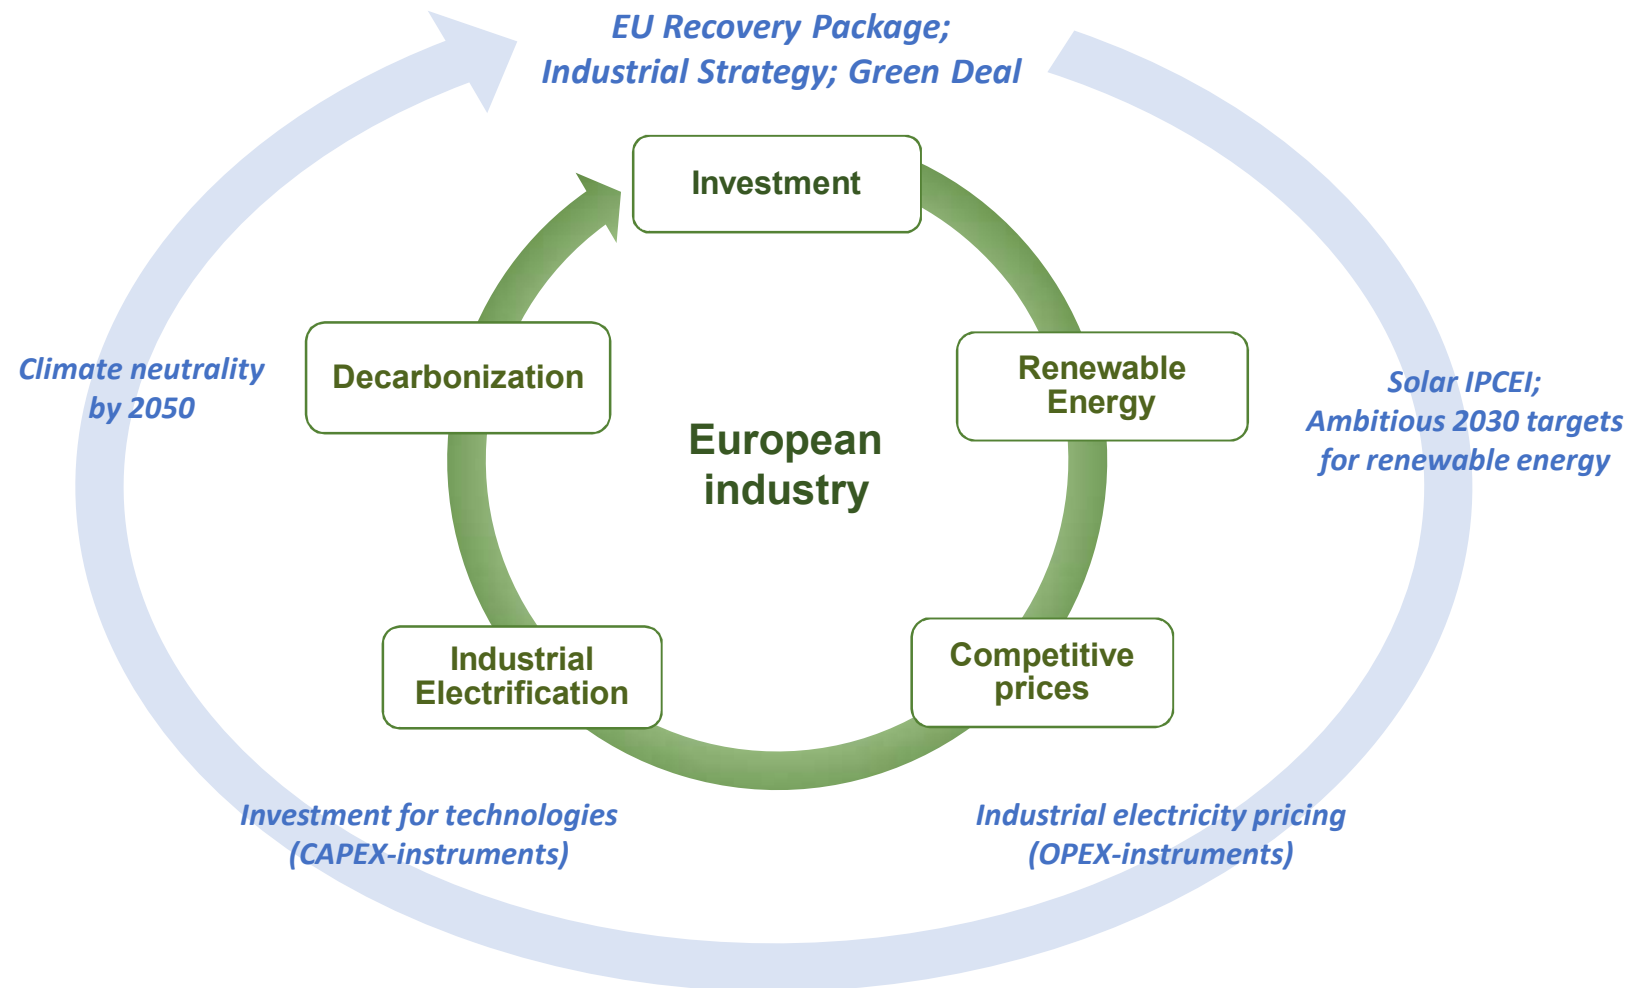 EU Recovery Package;
Industrial Strategy; Green Deal
Investment
Renewable
Energy
Solar IPCEI;
Ambitious 2030 targets
for renewable energy
Competitive
prices
Industrial electricity pricing
(OPEX-instruments)
Industrial
Electrification
Investment for technologies
(CAPEX-instruments)
Decarbonization
Climate neutrality
by 2050
European
industry